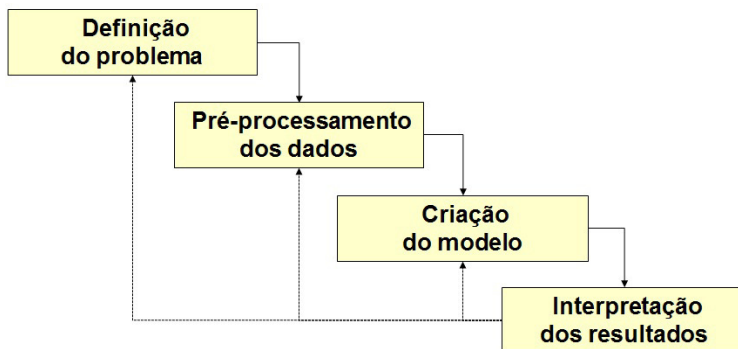 Definição
do problema
Pré-processamento
dos dados
Criação
do modelo
Interpretação
dos resultados